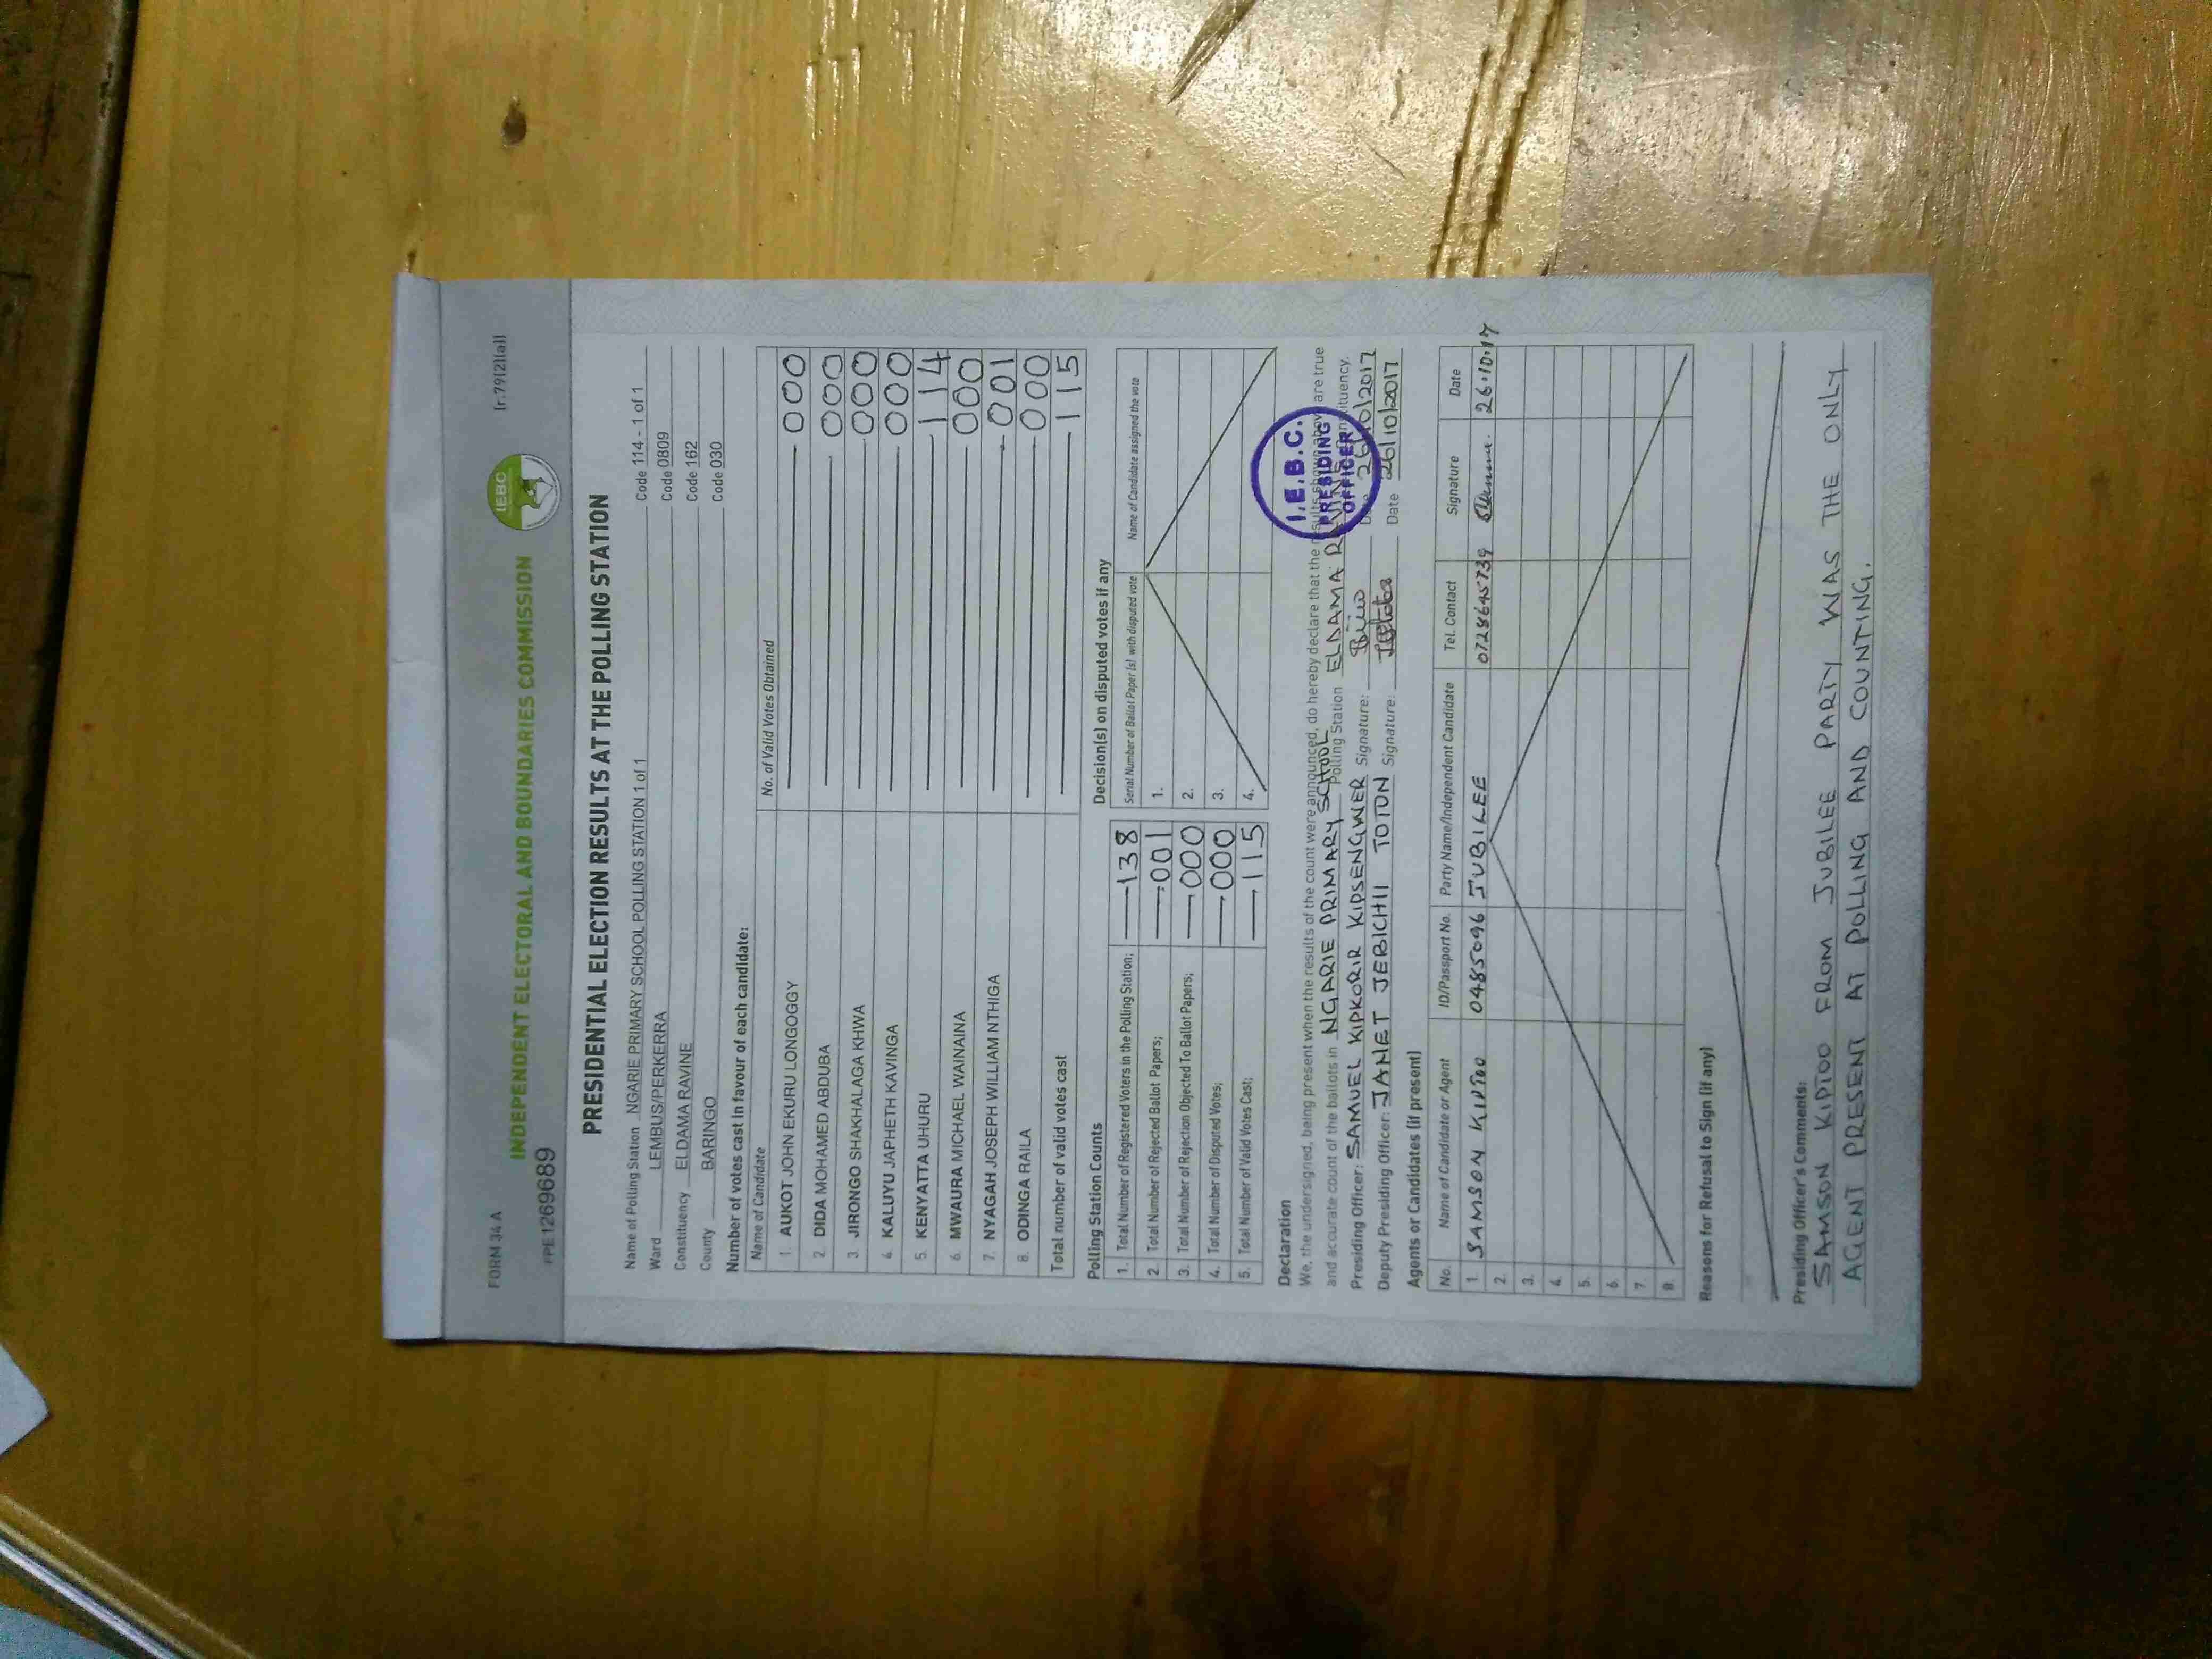 FORM 34 A
[r.79(2)(a)]
IEBC
INDEPENDENT ELECTORAL AND BOUNDARIES COMMISSION
PPE 1269689
PRESIDENTIAL ELECTION RESULTS AT THE POLLING STATION
Name of Polling Station NGARIE PRIMARY SCHOOL POLLING STATION 1 of 1 Code 114 - 1 of 1
Ward LEMBUS/PERKERRA Code 0809
Constituency ELDAMA RAVINE Code 162
County BARINGO Code 030
Number of votes cast in favour of each candidate:
Name of Candidate No. of Valid Votes Obtained
1. AUKOT JOHN EKURU LONGOGGY 000
2 DIDA MOHAMED ABDUBA 000
3. JIRONGO SHAKHALAGA KHWA 000
4. KALUYU JAPHETH KAVINGA 000
5. KENYATTA UHURU 114
6. MWAURA MICHAEL WAINAINA 000
7. NYAGAH JOSEPH WILLIAM NTHIGA 001
8. ODINGA RAILA 000
Total number of valid votes cast 115
Polling Station Counts
1. Total Number of Registered Voters in the Polling Station; 138
2 Total Number of Rejected Ballot Papers; 001
3. Total Number of Rejection Objected To Ballot Papers; 000
4. Total Number of Disputed Votes; 000
5. Total Number of Valid Votes Cast; 115
Decision(s) on disputed votes if any
Serial Number of Ballot Paper (s) with disputed vote Name of Candidate assigned the vote
1.
2.
3.
4.
Declaration
We, the undersigned, being present when the results of the count were announced, do hereby declare that the results shown above are true
and accurate count of the ballots in NGARIE PRIMARY SCHOOL Polling Station ELDAMA RAVINE Constituency.
Presiding Officer: SAMUEL KIPKORIR KIPSENGWER Signature: Date 26/10/2017
Deputy Presiding Officer: JANET JEBICHII TOTON Signature: Date 26/10/2017
I.E.B.C.
PRESIDING
OFFICER
Agents or Candidates (if present)
No. Name of Candidate or Agent ID/Passport No. Party Name/Independent Candidate Tel. Contact Signature Date
1. SAMSON KIPTOO 0485096 JUBILEE 0728645739 26.10.17
2.
3.
4.
5.
6.
7.
8.
Reasons for Refusal to Sign (if any)
Presiding Officer's Comments:
SAMSON KIPTOO FROM JUBILEE PARTY WAS THE ONLY
AGENT PRESENT AT POLLING AND COUNTING.